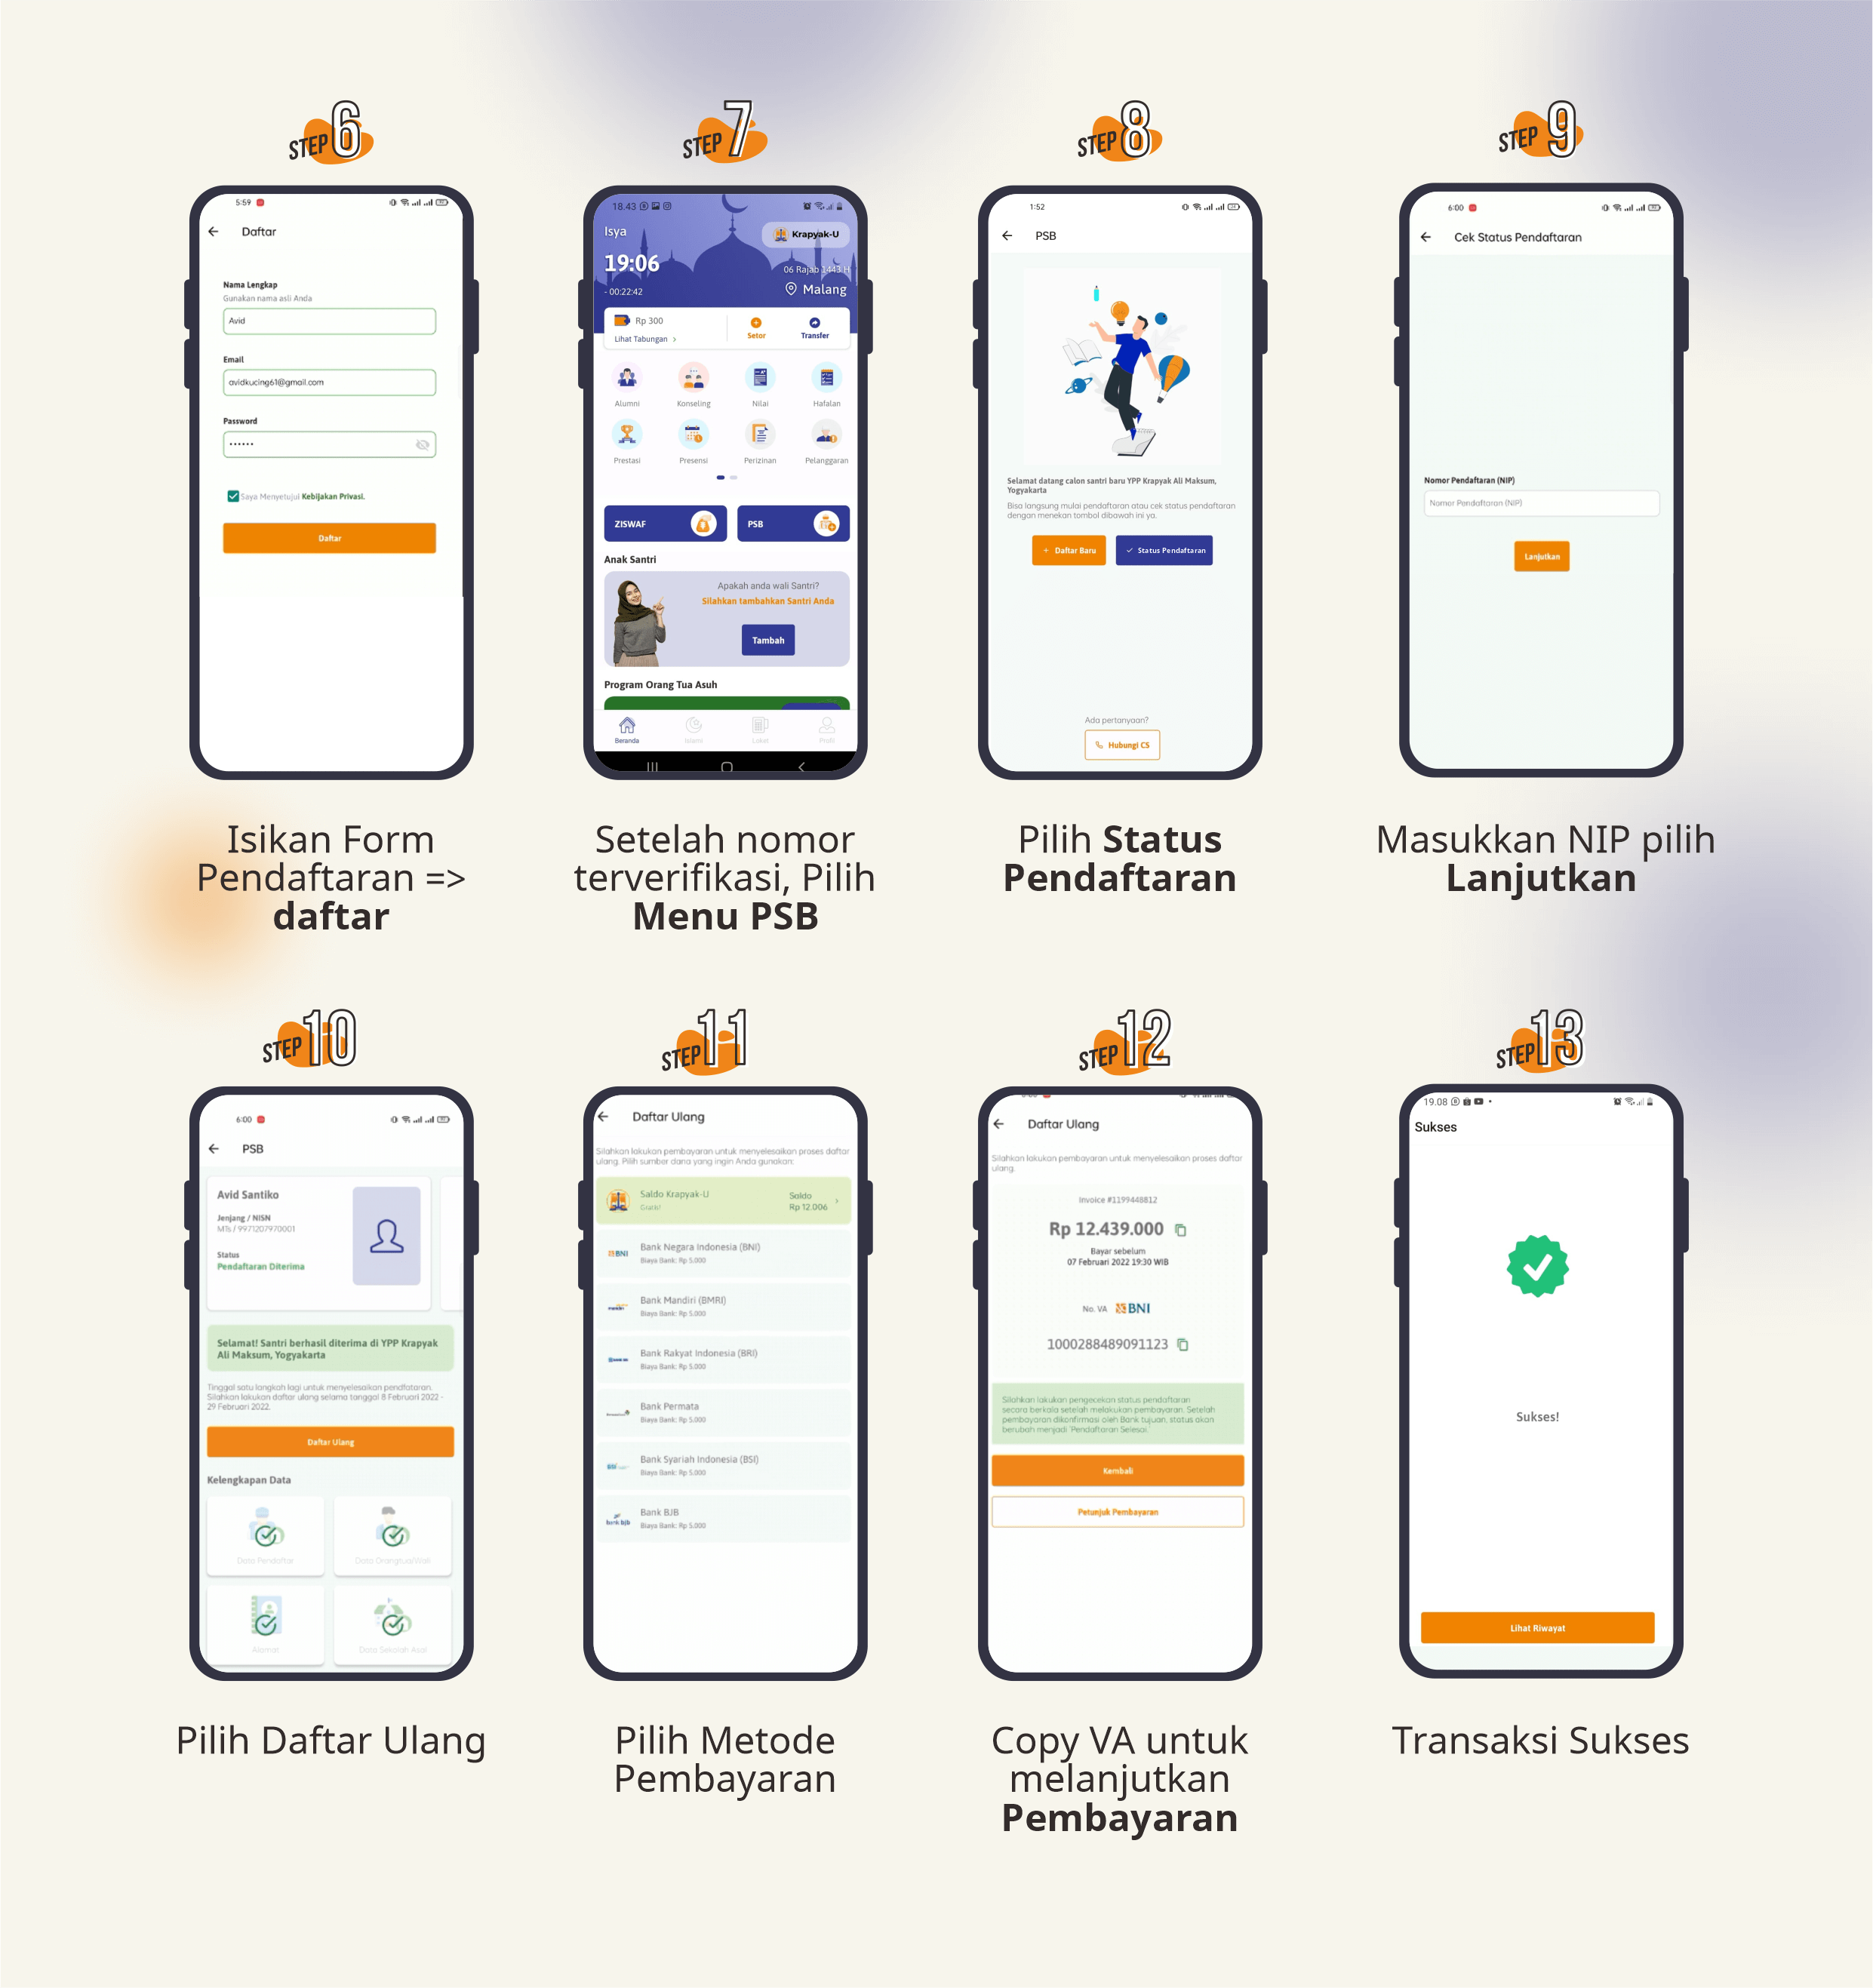 STEP 6
5:59
Daftar
Nama Lengkap
Gunakan nama asli Anda
Avid
Email
avidkucing61@gmail.com
Password
••••••
Saya Menyetujui Kebijakan Privasi.
Daftar
Isikan Form
Pendaftaran =>
daftar
STEP 7
18.43
Isya
Krapyak-U
19:06
06 Rajab 1443 H
- 00:22:42
Malang
Rp 300
Lihat Tabungan
Setor
Transfer
Alumni
Konseling
Nilai
Hafalan
Prestasi
Presensi
Perizinan
Pelanggaran
ZISWAF
PSB
Anak Santri
Apakah anda wali Santri?
Silahkan tambahkan Santri Anda
Tambah
Program Orang Tua Asuh
Beranda
Islami
Loket
Profil
Setelah nomor
terverifikasi, Pilih
Menu PSB
STEP 8
1:52
PSB
Selamat datang calon santri baru YPP Krapyak Ali Maksum,
Yogyakarta
Bisa langsung mulai pendaftaran atau cek status pendaftaran
dengan menekan tombol dibawah ini ya.
+ Daftar Baru
Status Pendaftaran
Ada pertanyaan?
Hubungi CS
Pilih Status
Pendaftaran
STEP 9
6:00
Cek Status Pendaftaran
Nomor Pendaftaran (NIP)
Nomor Pendaftaran (NIP)
Lanjutkan
Masukkan NIP pilih
Lanjutkan
STEP 10
6:00
PSB
Avid Santiko
Jenjang / NISN
MTs / 9971207970001
Status
Pendaftaran Diterima
Selamat! Santri berhasil diterima di YPP Krapyak
Ali Maksum, Yogyakarta
Tinggal satu langkah lagi untuk menyelesaikan pendfataran.
Silahkan lakukan daftar ulang selama tanggal 8 Februari 2022 -
29 Februari 2022.
Daftar Ulang
Kelengkapan Data
Data Pendaftar
Data Orangtua/Wali
Alamat
Data Sekolah Asal
Pilih Daftar Ulang
STEP 11
Daftar Ulang
Silahkan lakukan pembayaran untuk menyelesaikan proses daftar
ulang. Pilih sumber dana yang ingin Anda gunakan:
Saldo Krapyak-U
Gratis!
Saldo
Rp 12.006
BNI
Bank Negara Indonesia (BNI)
Biaya Bank: Rp 5.000
mandiri
Bank Mandiri (BMRI)
Biaya Bank: Rp 5.000
Bank Rakyat Indonesia (BRI)
Biaya Bank: Rp 5.000
Bank Permata
Biaya Bank: Rp 5.000
BSI
Bank Syariah Indonesia (BSI)
Biaya Bank: Rp 5.000
bank bjb
Bank BJB
Biaya Bank: Rp 5.000
Pilih Metode
Pembayaran
STEP 12
Daftar Ulang
Silahkan lakukan pembayaran untuk menyelesaikan proses daftar
ulang.
Invoice #1199448812
Rp 12.439.000
Bayar sebelum
07 Februari 2022 19:30 WIB
No. VA BNI
1000288489091123
Silahkan lakukan pengecekan status pendaftaran
secara berkala setelah melakukan pembayaran. Setelah
pembayaran dikonfirmasi oleh Bank tujuan, status akan
berubah menjadi 'Pendaftaran Selesai.'
Kembali
Petunjuk Pembayaran
Copy VA untuk
melanjutkan
Pembayaran
STEP 13
19.08
Sukses
Sukses!
Lihat Riwayat
Transaksi Sukses